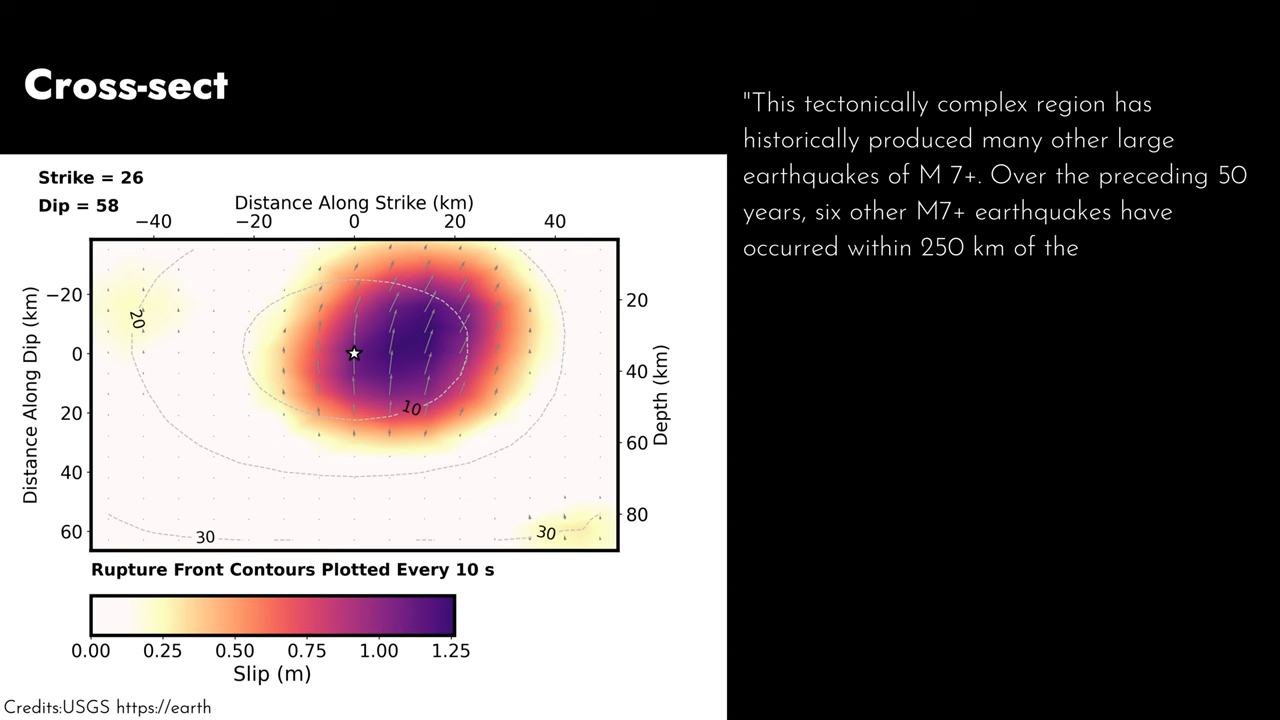 Cross-sect
"This tectonically complex region has
historically produced many other large
earthquakes of M 7+. Over the preceding 50
years, six other M7+ earthquakes have
occurred within 250 km of the
Strike = 26
Dip = 58
Distance Along Strike (km)
−40 −20 0 20 40
Distance Along Dip (km)
−20
0
20
40
60
20
40
60
80
Depth (km)
20
10
30
30
Rupture Front Contours Plotted Every 10 s
0.00 0.25 0.50 0.75 1.00 1.25
Slip (m)
Credits:USGS https://earth